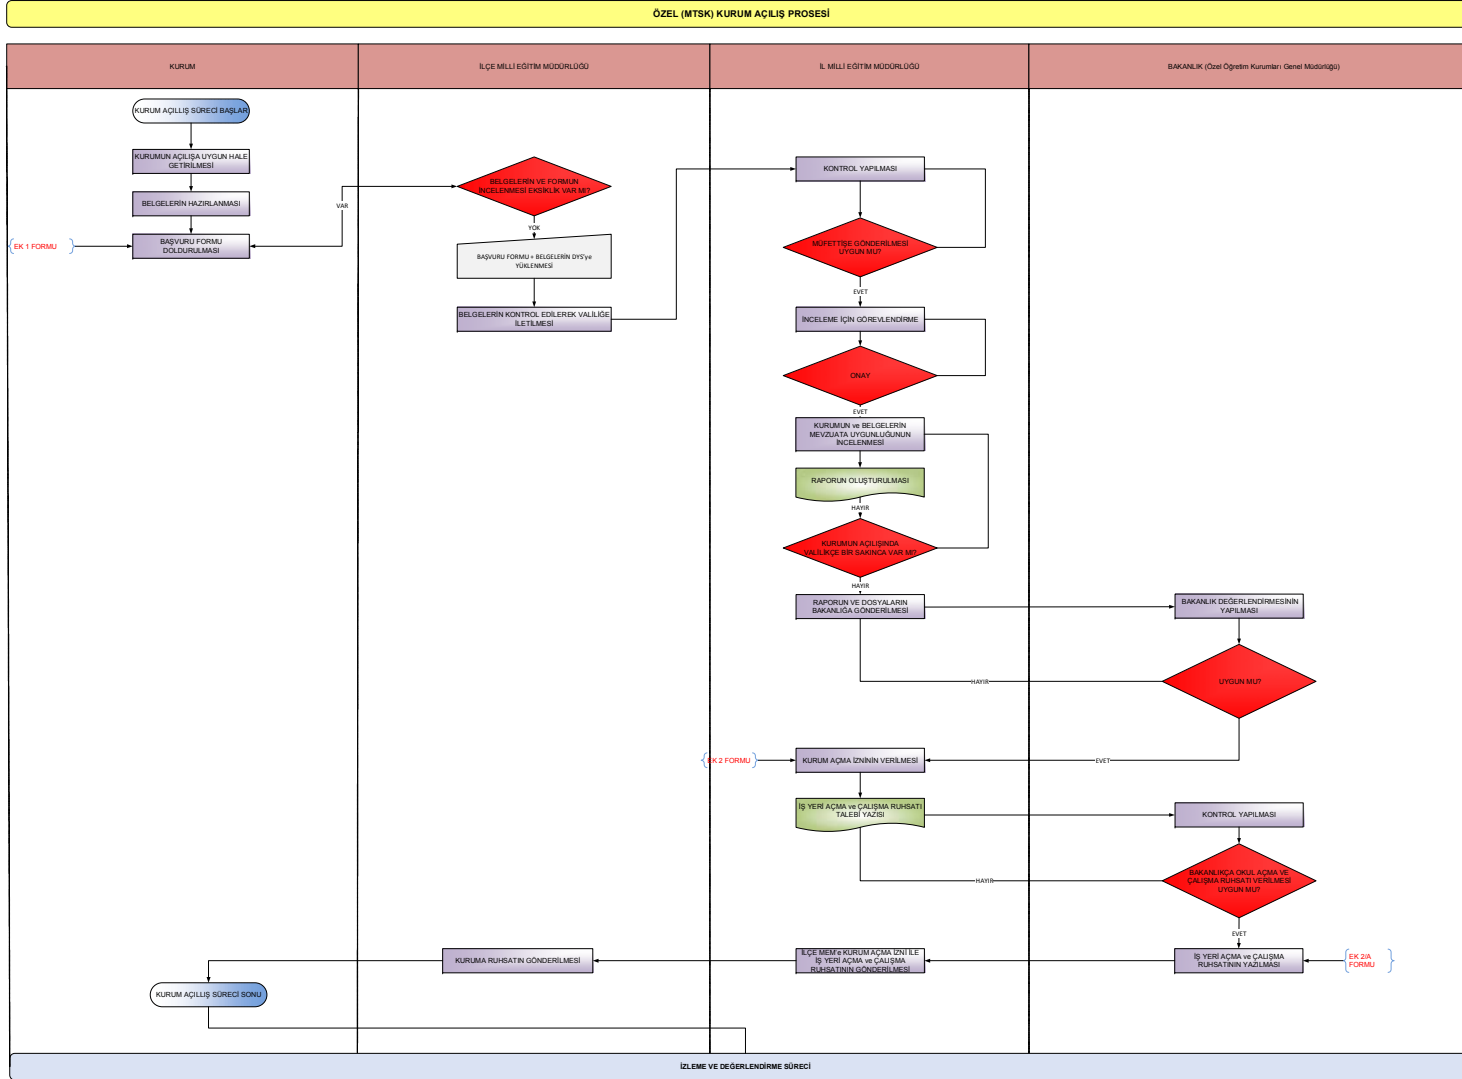 ÖZEL (MTSK) KURUM AÇILIŞ PROSESİ
KURUM
İLÇE MİLLİ EĞİTİM MÜDÜRLÜĞÜ
İL MİLLİ EĞİTİM MÜDÜRLÜĞÜ
BAKANLIK (Özel Öğretim Kurumları Genel Müdürlüğü)
KURUM AÇILLIŞ SÜRECİ BAŞLAR
KURUMUN AÇILIŞA UYGUN HALE
GETİRİLMESİ
BELGELERİN HAZIRLANMASI
EK 1 FORMU
BAŞVURU FORMU
DOLDURULMASI
VAR
BELGELERİN VE FORMUN
İNCELENMESİ EKSİKLİK VAR MI?
YOK
BAŞVURU FORMU + BELGELERİN DYS'ye
YÜKLENMESİ
BELGELERİN KONTROL EDİLEREK VALİLİĞE
İLETİLMESİ
KONTROL YAPILMASI
MÜFETTİŞE GÖNDERİLMESİ
UYGUN MU?
EVET
İNCELEME İÇİN GÖREVLENDİRME
ONAY
EVET
KURUMUN ve BELGELERİN
MEVZUATA UYGUNLUĞUNUN
İNCELENMESİ
RAPORUN OLUŞTURULMASI
HAYIR
KURUMUN AÇILIŞINDA
VALİLİKÇE BİR SAKINCA VAR MI?
HAYIR
RAPORUN VE DOSYALARIN
BAKANLIĞA GÖNDERİLMESİ
BAKANLIK DEĞERLENDİRMESİNİN
YAPILMASI
UYGUN MU?
HAYIR
EVET
EK 2 FORMU
KURUM AÇMA İZNİNİN VERİLMESİ
İŞ YERİ AÇMA ve ÇALIŞMA RUHSATI
TALEBİ YAZISI
KONTROL YAPILMASI
BAKANLIKÇA OKUL AÇMA VE
ÇALIŞMA RUHSATI VERİLMESİ
UYGUN MU?
HAYIR
EVET
EK 2/A
FORMU
İŞ YERİ AÇMA ve ÇALIŞMA
RUHSATININ YAZILMASI
İLÇE MEM'e KURUM AÇMA İZNİ İLE
İŞ YERİ AÇMA ve ÇALIŞMA
RUHSATININ GÖNDERİLMESİ
KURUMA RUHSATIN GÖNDERİLMESİ
KURUM AÇILLIŞ SÜRECİ SONU
İZLEME VE DEĞERLENDİRME SÜRECİ